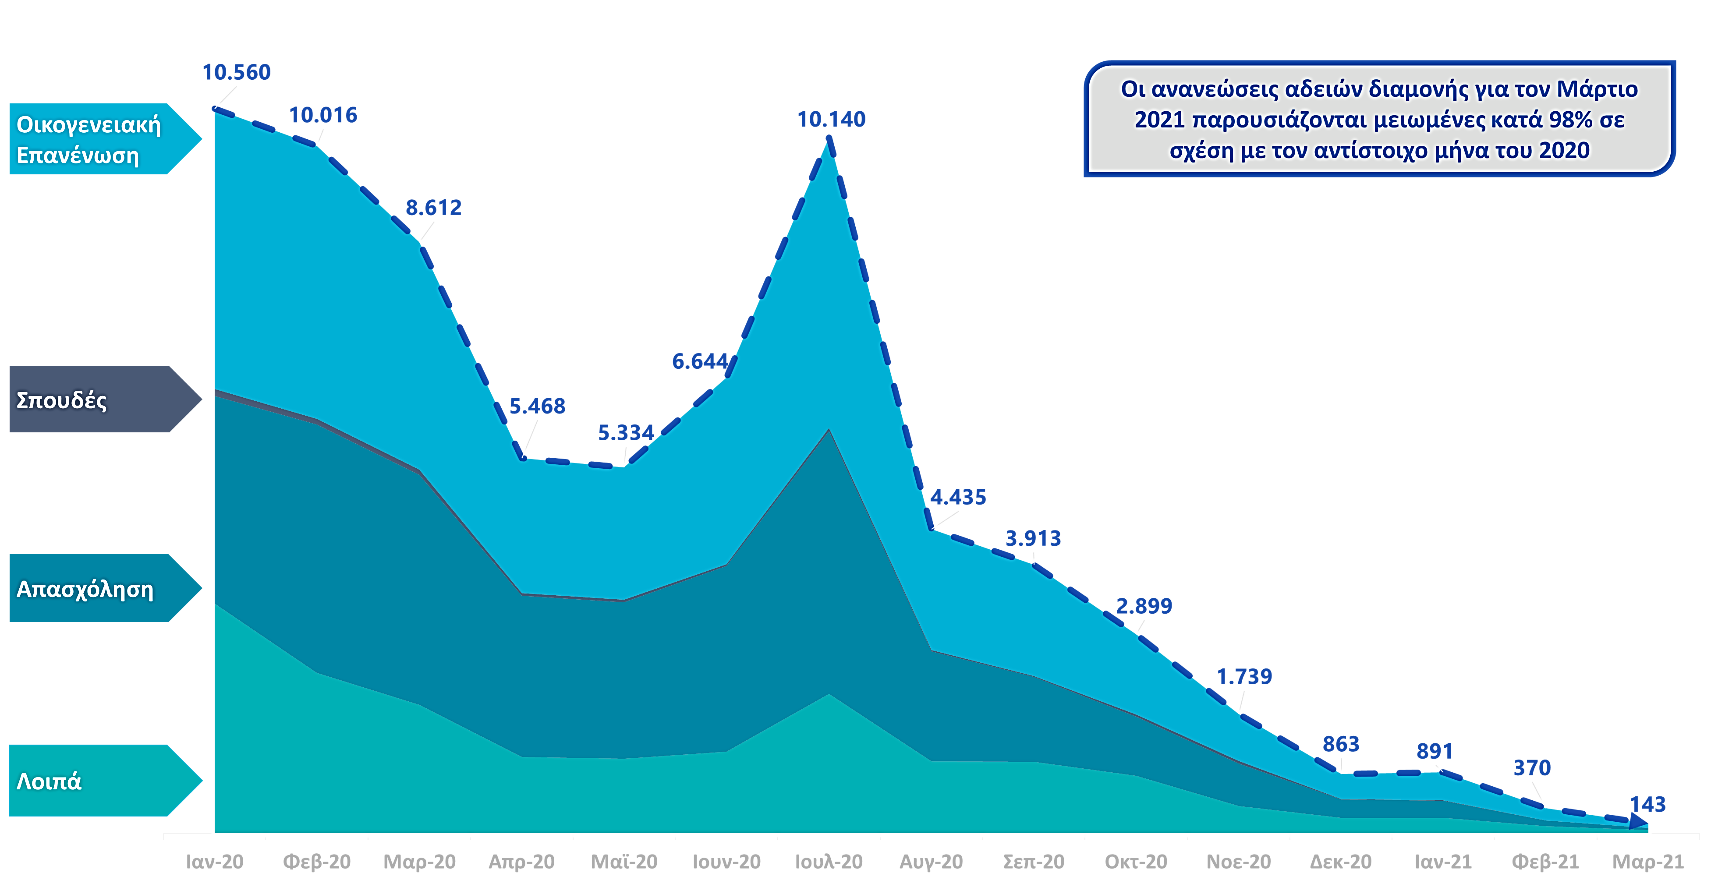 10.560
10.016
8.612
5.468
5.334
6.644
10.140
4.435
3.913
2.899
1.739
863
891
370
143
Οι ανανεώσεις αδειών διαμονής για τον Μάρτιο
2021 παρουσιάζονται μειωμένες κατά 98% σε
σχέση με τον αντίστοιχο μήνα του 2020
Οικογενειακή
Επανένωση
Σπουδές
Απασχόληση
Λοιπά
Ιαν-20 Φεβ-20 Μαρ-20 Απρ-20 Μαϊ-20 Ιουν-20 Ιουλ-20 Αυγ-20 Σεπ-20 Οκτ-20 Νοε-20 Δεκ-20 Ιαν-21 Φεβ-21 Μαρ-21